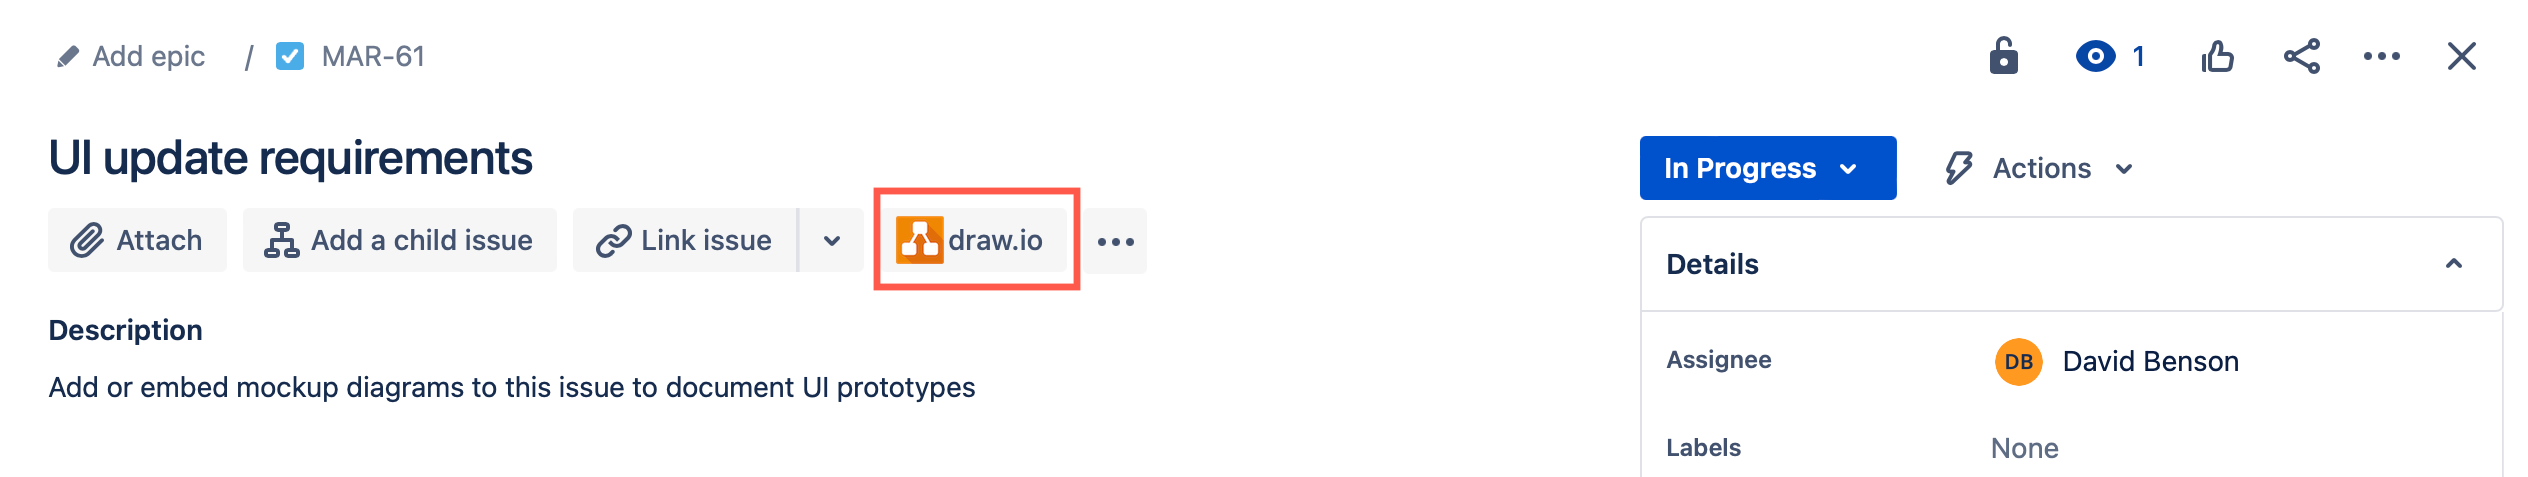 Add epic / MAR-61
1
UI update requirements
In Progress
Actions
Attach
Add a child issue
Link issue
draw.io
Details
Description
Assignee
DB
David Benson
Add or embed mockup diagrams to this issue to document UI prototypes
Labels
None